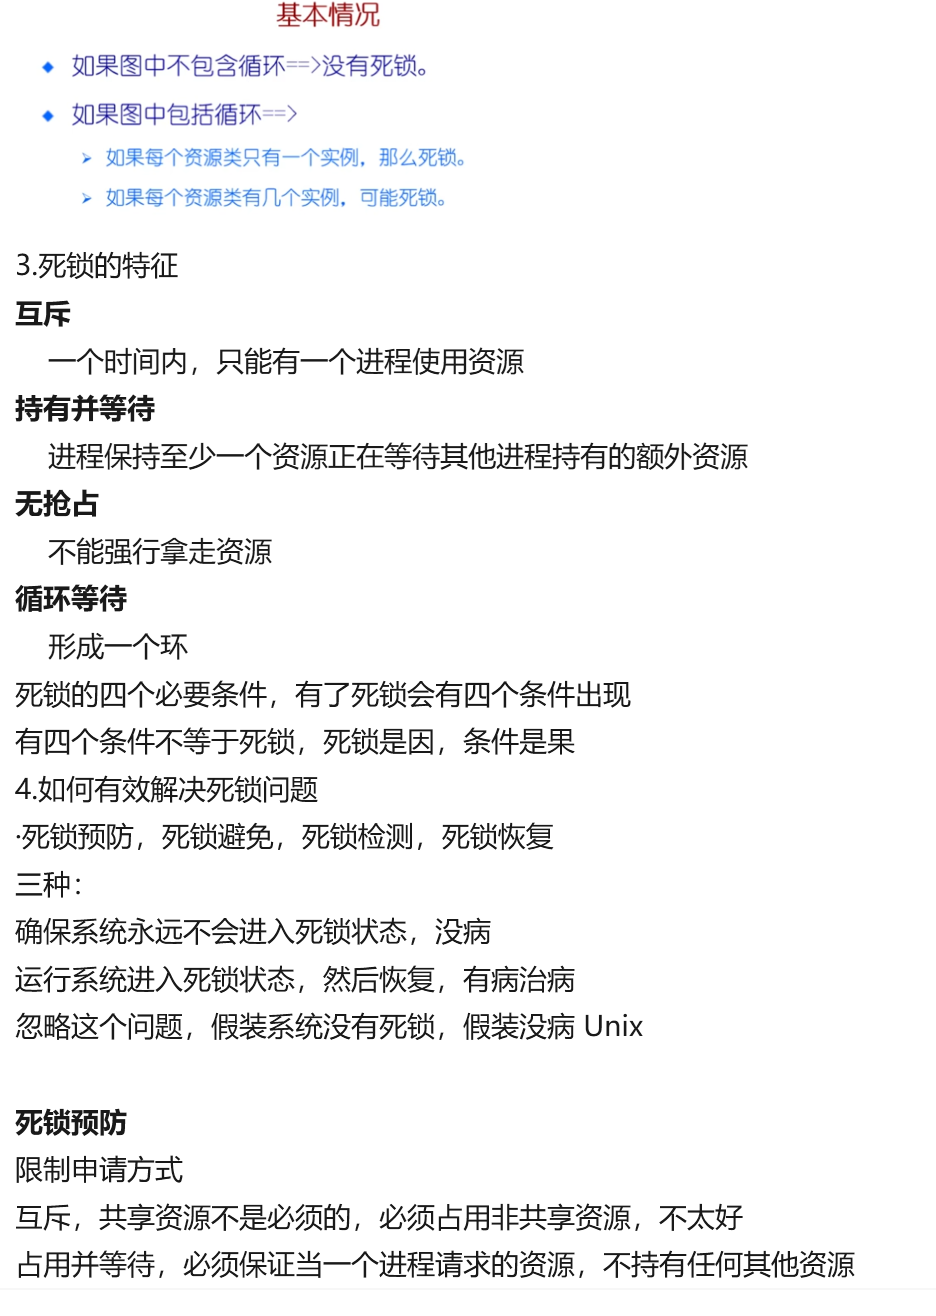 基本情况
如果图中不包含循环==>没有死锁。
如果图中包括循环==>
如果每个资源类只有一个实例，那么死锁。
如果每个资源类有几个实例，可能死锁。
3.死锁的特征
互斥
一个时间内，只能有一个进程使用资源
持有并等待
进程保持至少一个资源正在等待其他进程持有的额外资源
无抢占
不能强行拿走资源
循环等待
形成一个环
死锁的四个必要条件，有了死锁会有四个条件出现
有四个条件不等于死锁，死锁是因，条件是果
4.如何有效解决死锁问题
·死锁预防，死锁避免，死锁检测，死锁恢复
三种：
确保系统永远不会进入死锁状态，没病
运行系统进入死锁状态，然后恢复，有病治病
忽略这个问题，假装系统没有死锁，假装没病 Unix
死锁预防
限制申请方式
互斥，共享资源不是必须的，必须占用非共享资源，不太好
占用并等待，必须保证当一个进程请求的资源，不持有任何其他资源